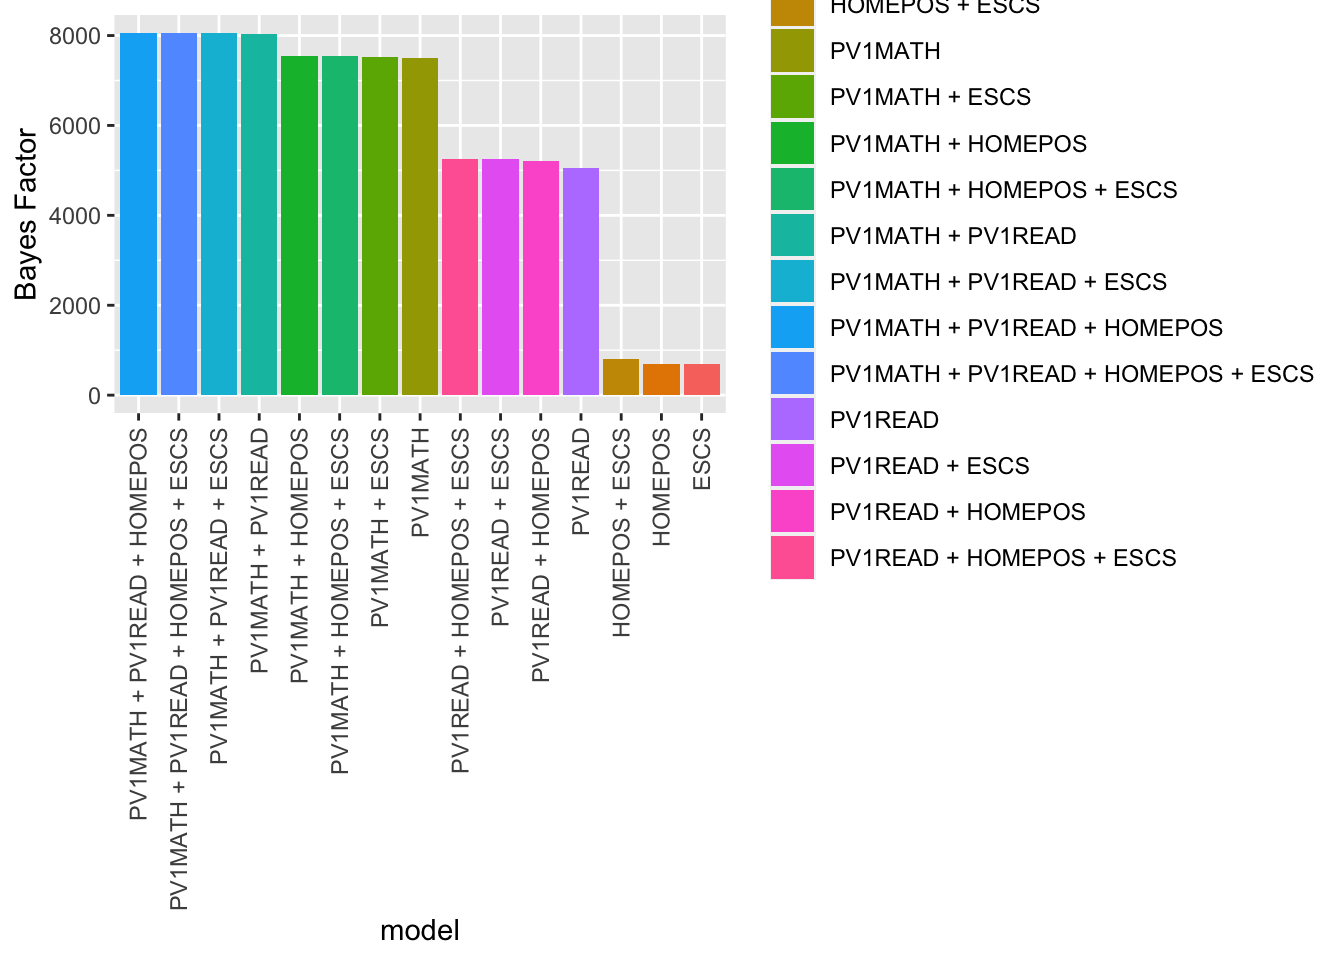 Bayes Factor
8000
6000
4000
2000
0
PV1MATH + PV1READ + HOMEPOS
PV1MATH + PV1READ + HOMEPOS + ESCS
PV1MATH + PV1READ + ESCS
PV1MATH + PV1READ
PV1MATH + HOMEPOS
PV1MATH + HOMEPOS + ESCS
PV1MATH + ESCS
PV1MATH
PV1READ + HOMEPOS + ESCS
PV1READ + ESCS
PV1READ + HOMEPOS
PV1READ
HOMEPOS + ESCS
HOMEPOS
ESCS
model
HOMEPOS + ESCS
PV1MATH
PV1MATH + ESCS
PV1MATH + HOMEPOS
PV1MATH + HOMEPOS + ESCS
PV1MATH + PV1READ
PV1MATH + PV1READ + ESCS
PV1MATH + PV1READ + HOMEPOS
PV1MATH + PV1READ + HOMEPOS + ESCS
PV1READ
PV1READ + ESCS
PV1READ + HOMEPOS
PV1READ + HOMEPOS + ESCS